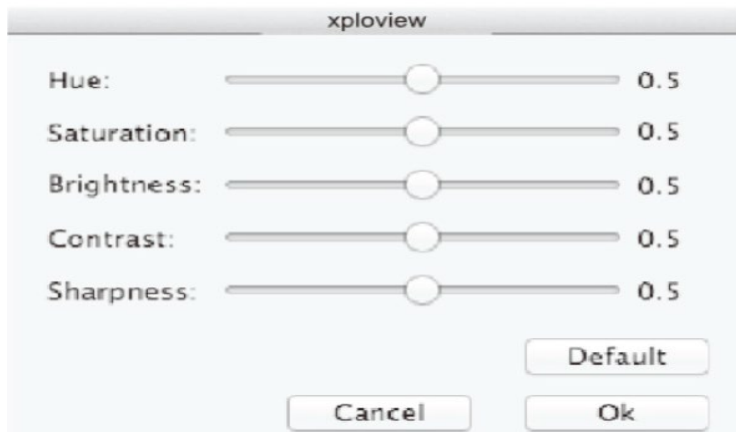 xploview
Hue: 0.5
Saturation: 0.5
Brightness: 0.5
Contrast: 0.5
Sharpness: 0.5
Default
Cancel Ok